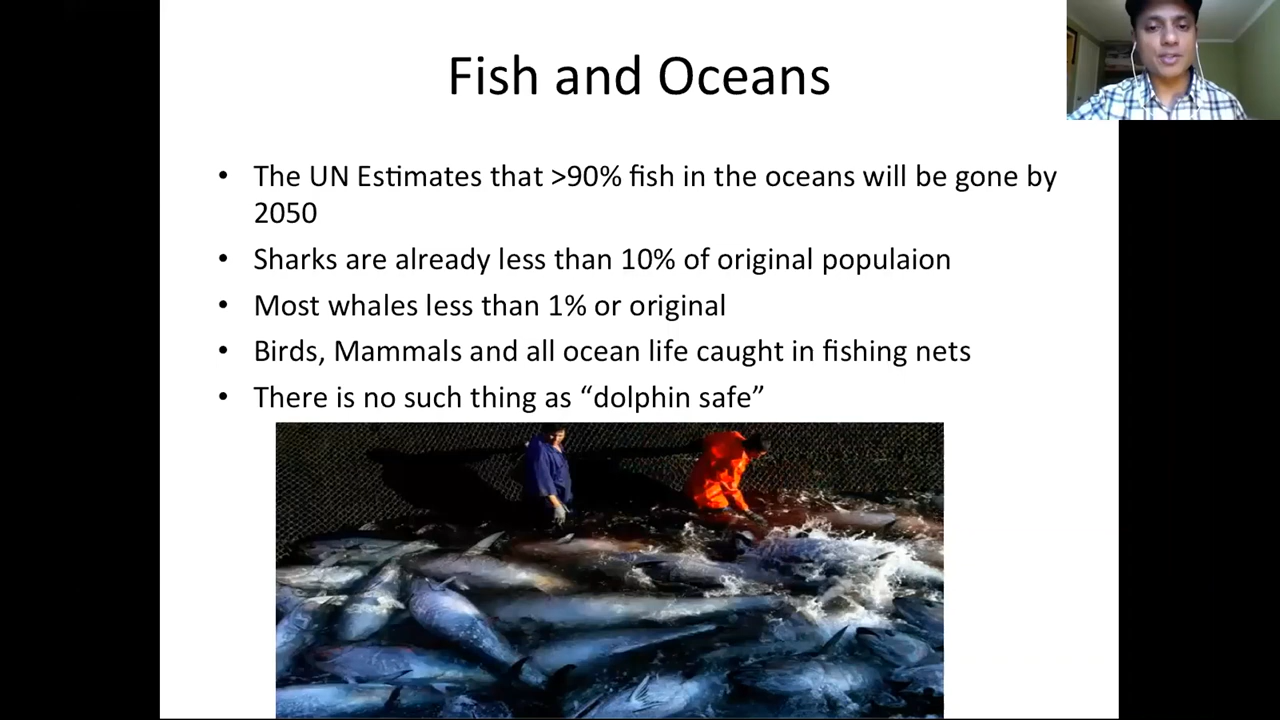 Fish and Oceans
• The UN Estimates that >90% fish in the oceans will be gone by
2050
• Sharks are already less than 10% of original populaion
• Most whales less than 1% or original
• Birds, Mammals and all ocean life caught in fishing nets
• There is no such thing as “dolphin safe”